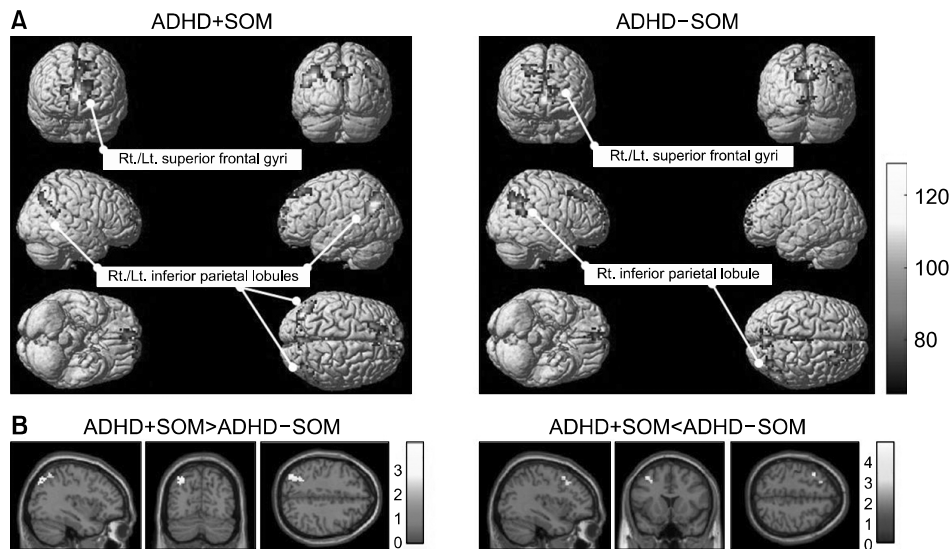 A
ADHD+SOM
ADHD−SOM
Rt./Lt. superior frontal gyri
Rt./Lt. superior frontal gyri
Rt./Lt. inferior parietal lobules
Rt. inferior parietal lobule
120
100
80
B
ADHD+SOM>ADHD−SOM
ADHD+SOM<ADHD−SOM
3
2
1
0
4
3
2
1
0